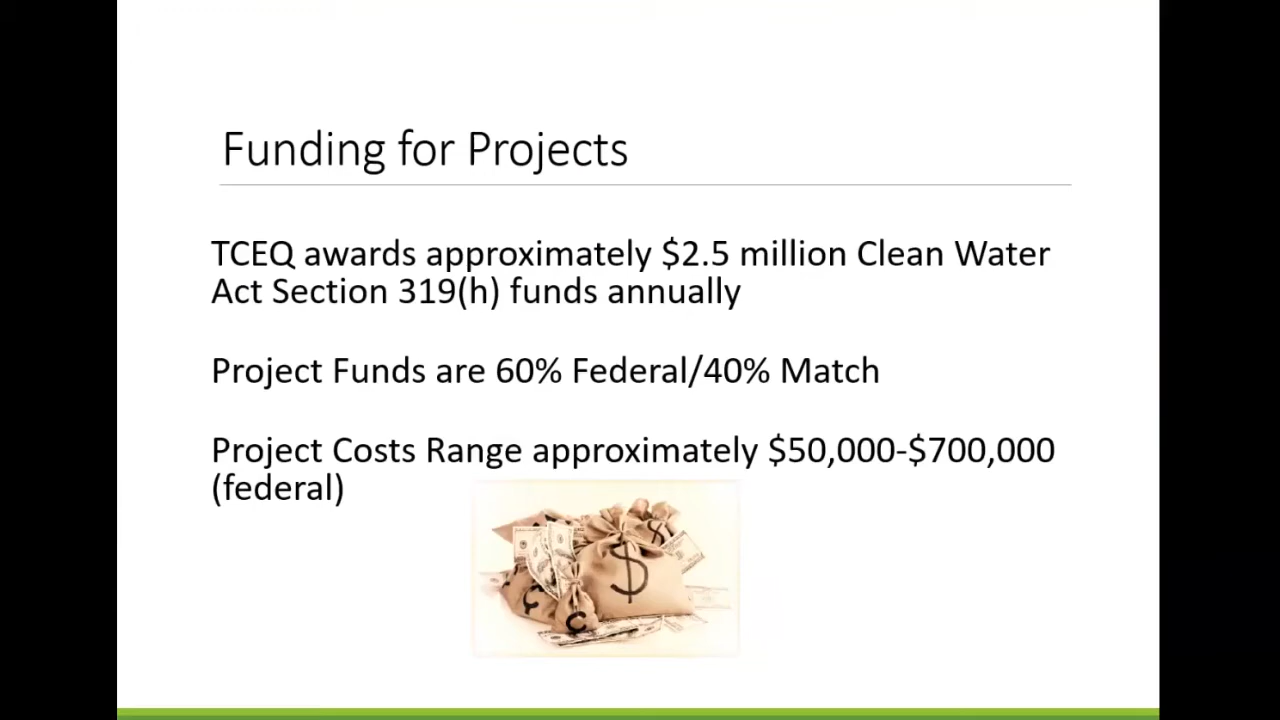 Funding for Projects
TCEQ awards approximately $2.5 million Clean Water
Act Section 319(h) funds annually
Project Funds are 60% Federal/40% Match
Project Costs Range approximately $50,000-$700,000
(federal)
$
$